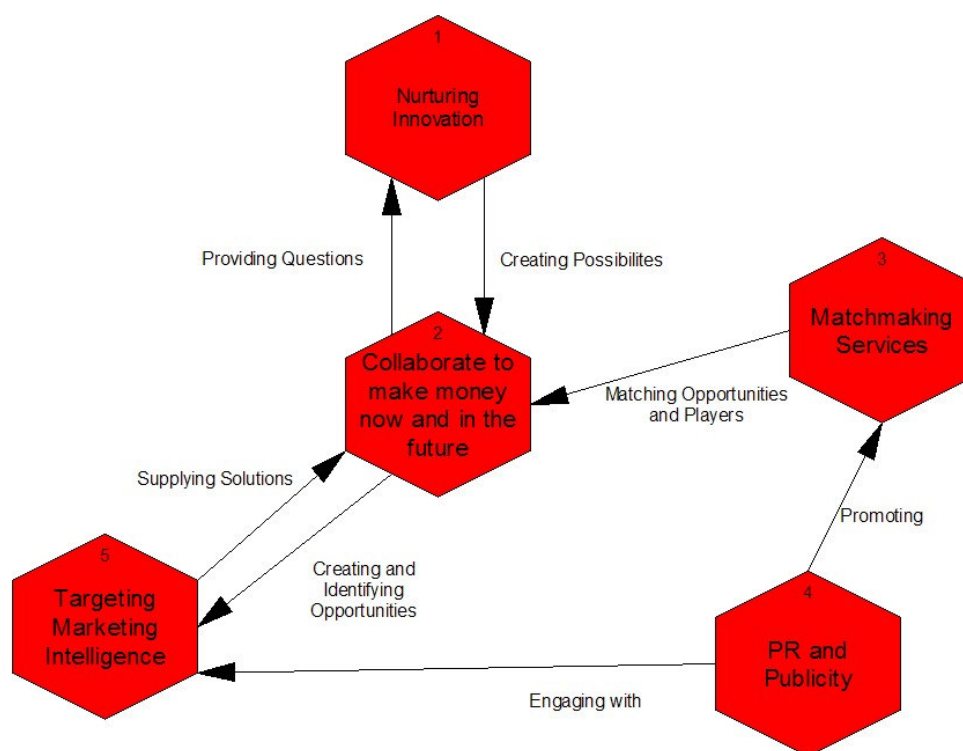 1
Nurturing
Innovation
Providing Questions
Creating Possibilites
3
Matchmaking
Services
2
Collaborate to
make money
now and in the
future
Matching Opportunities
and Players
Supplying Solutions
Promoting
5
Targeting
Marketing
Intelligence
Creating and
Identifying
Opportunities
4
PR and
Publicity
Engaging with